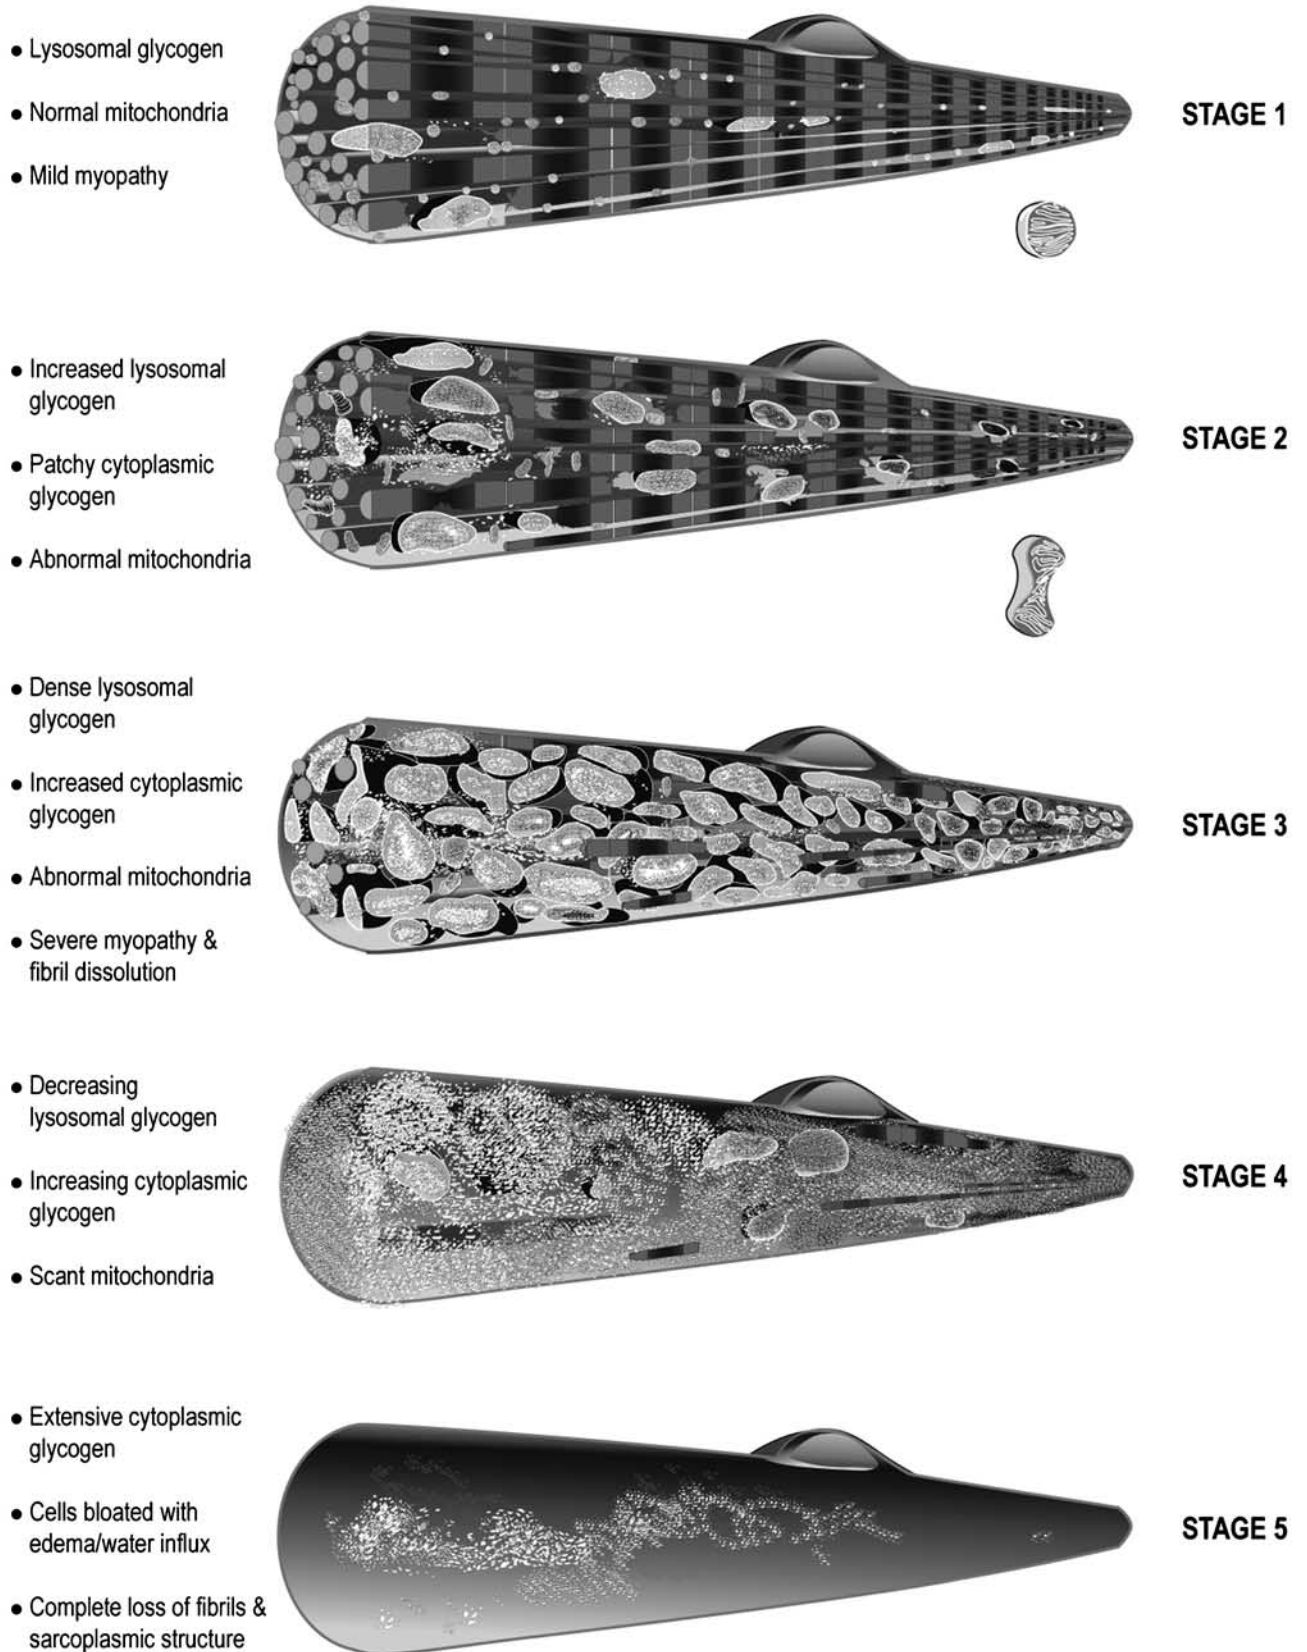 • Lysosomal glycogen
• Normal mitochondria
• Mild myopathy
STAGE 1
• Increased lysosomal
glycogen
• Patchy cytoplasmic
glycogen
• Abnormal mitochondria
STAGE 2
• Dense lysosomal
glycogen
• Increased cytoplasmic
glycogen
• Abnormal mitochondria
• Severe myopathy &
fibril dissolution
STAGE 3
• Decreasing
lysosomal glycogen
• Increasing cytoplasmic
glycogen
• Scant mitochondria
STAGE 4
• Extensive cytoplasmic
glycogen
• Cells bloated with
edema/water influx
• Complete loss of fibrils &
sarcoplasmic structure
STAGE 5